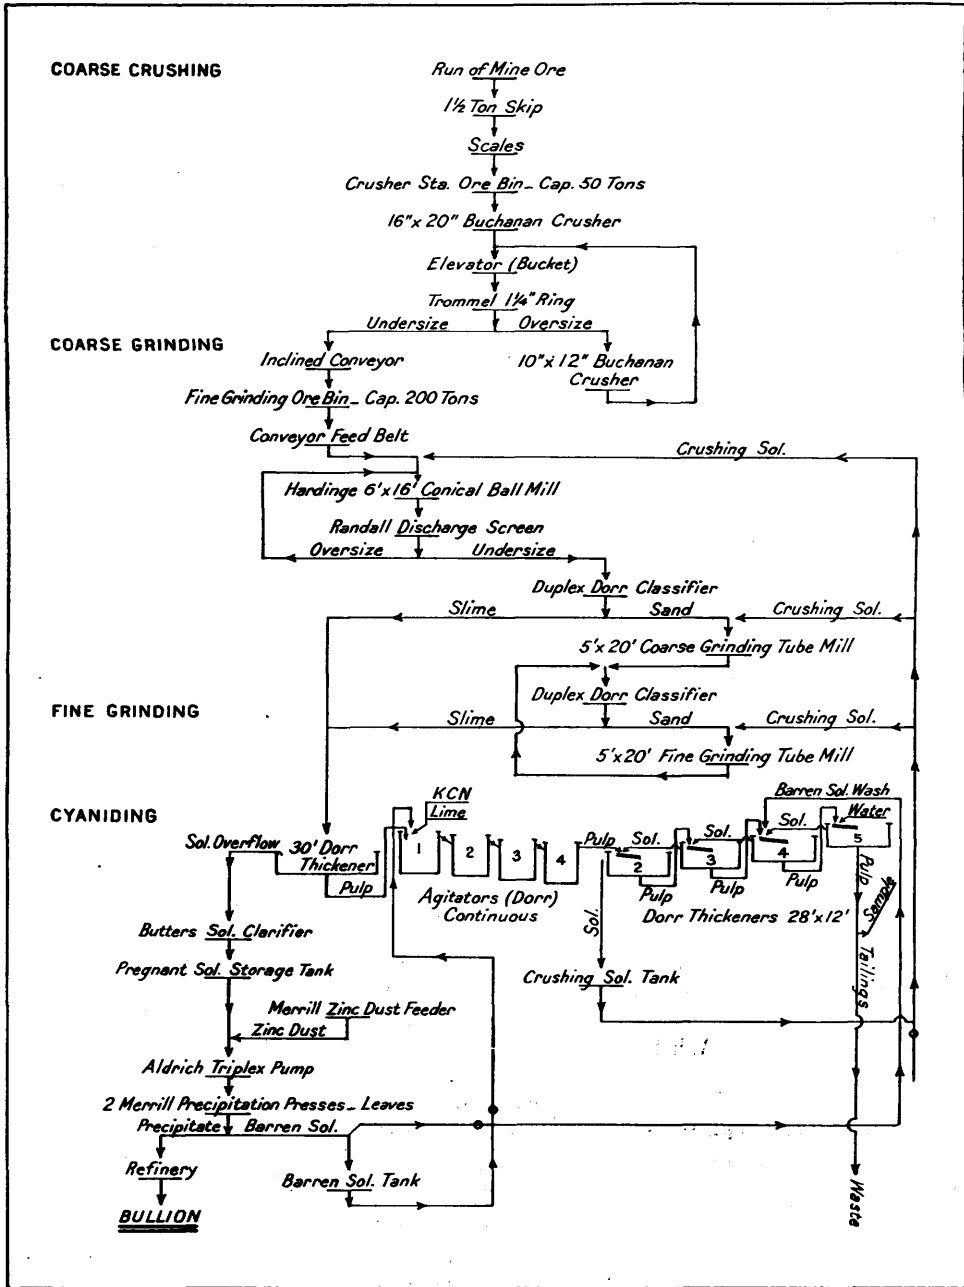 COARSE CRUSHING
Run of Mine Ore
1½ Ton Skip
Scales
Crusher Sta. Ore Bin_ Cap. 50 Tons
16"x 20" Buchanan Crusher
Elevator (Bucket)
Trommel 1¼" Ring
Undersize
Oversize
COARSE GRINDING
Inclined Conveyor
10"x 12" Buchanan
Crusher
Fine Grinding Ore Bin_ Cap. 200 Tons
Conveyor Feed Belt
Crushing Sol.
Hardinge 6'x16' Conical Ball Mill
Randall Discharge Screen
Oversize
Undersize
Duplex Dorr Classifier
Slime
Sand
Crushing Sol.
5'x 20' Coarse Grinding Tube Mill
Duplex Dorr Classifier
FINE GRINDING
Slime
Sand
Crushing Sol.
5'x20' Fine Grinding Tube Mill
CYANIDING
KCN
Lime
Barren Sol. Wash
Water
Sol. Overflow
30' Dorr
Thickener
Pulp
1
2
3
4
Agitators (Dorr)
Continuous
Pulp
Sol.
Sol.
Sol.
2
3
4
5
Pulp
Pulp
Pulp
Dorr Thickeners 28'x12'
Pulp
Sample
Tailings
Sol.
Butters Sol. Clarifier
Pregnant Sol. Storage Tank
Crushing Sol. Tank
Merrill Zinc Dust Feeder
Zinc Dust
Aldrich Triplex Pump
2 Merrill Precipitation Presses_ Leaves
Precipitate
Barren Sol.
Refinery
Barren Sol. Tank
Waste
BULLION